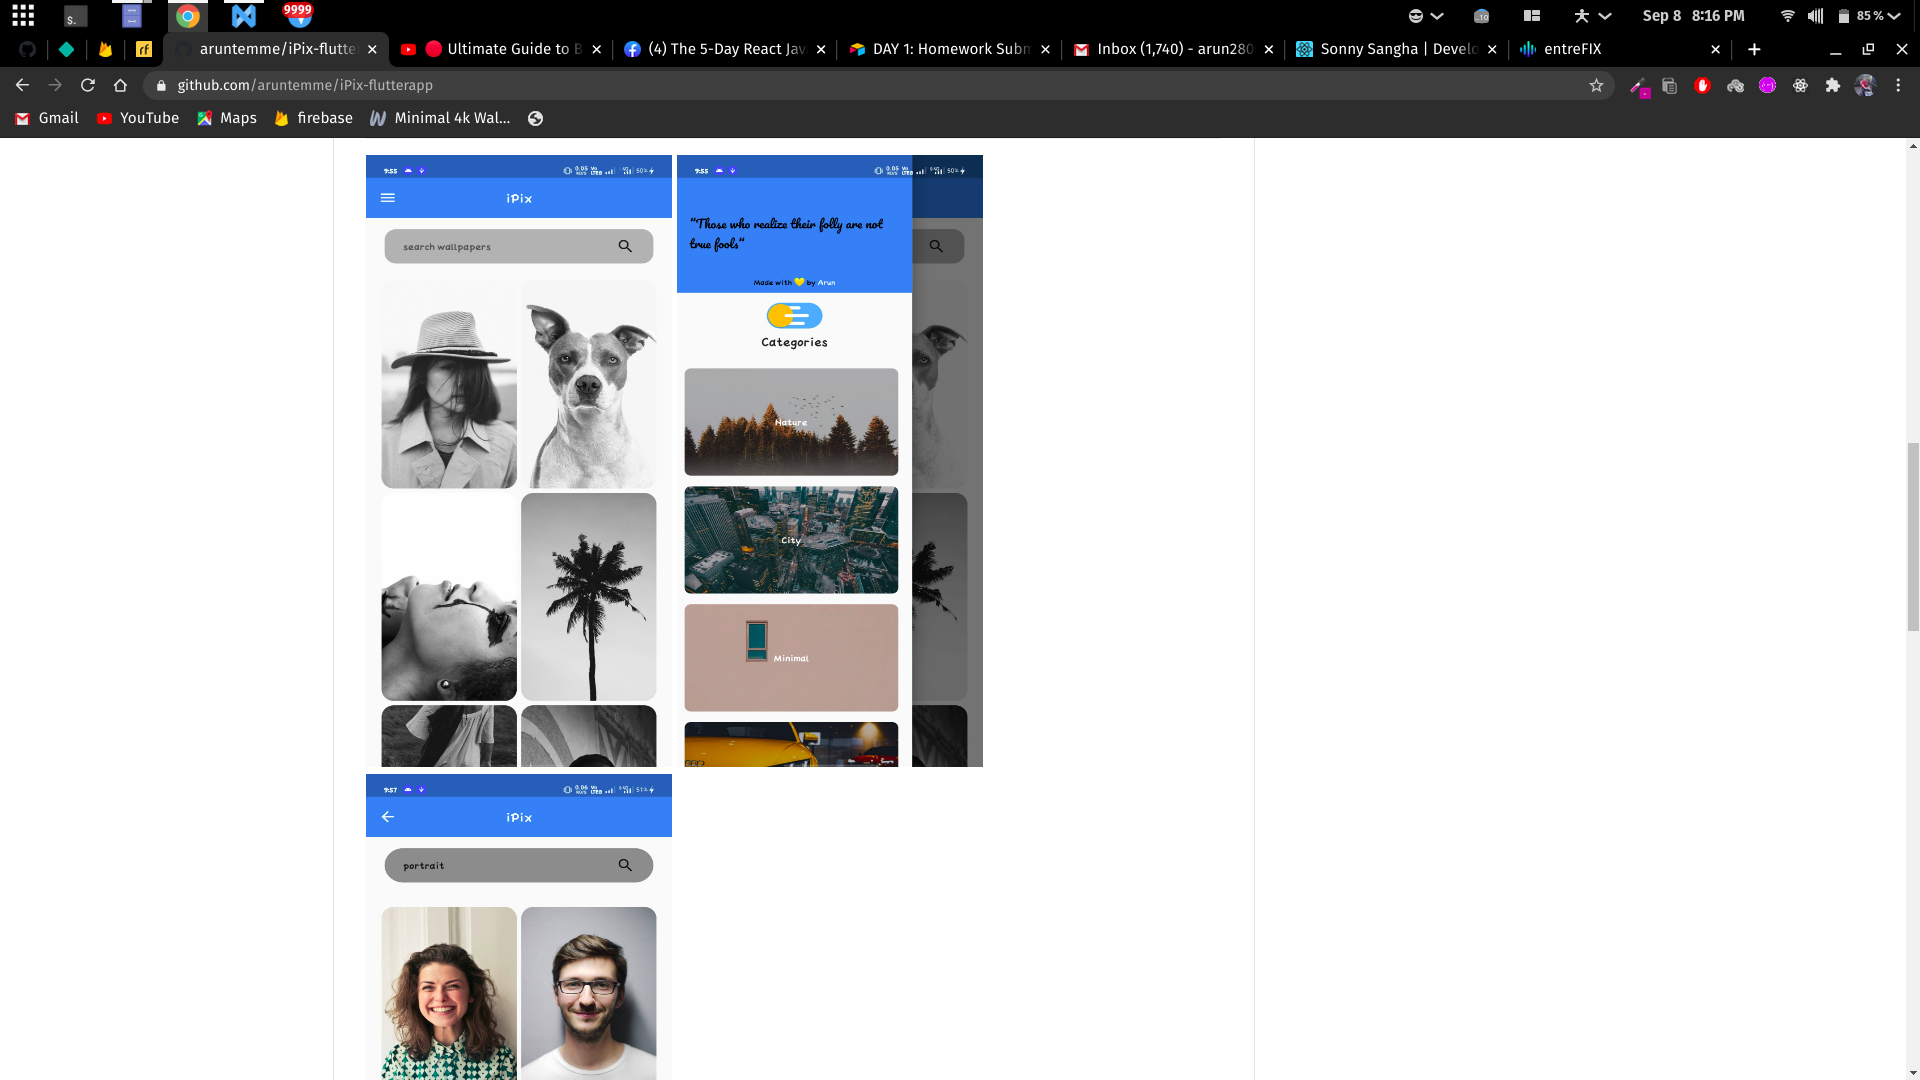 9999
Sep 8 8:16 PM
85 %
aruntemme/iPix-flutte
Ultimate Guide to B
(4) The 5-Day React Jav
DAY 1: Homework Subm
Inbox (1,740) - arun280
Sonny Sangha | Develo
entreFIX
github.com/aruntemme/iPix-flutterapp
Gmail
YouTube
Maps
firebase
Minimal 4k Wal...
9:55
50%
iPix
search wallpapers
9:55
50%
"Those who realize their folly are not
true fools"
Made with 💛 by Arun
Categories
Nature
City
Minimal
9:57
51%
iPix
portrait